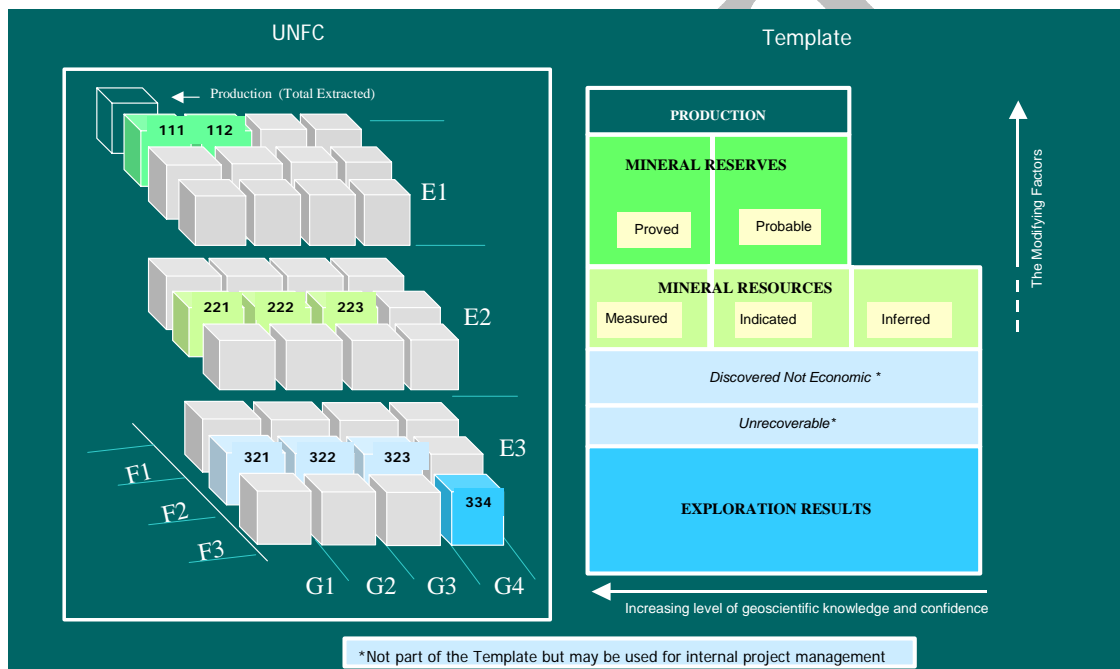 UNFC
Production (Total Extracted)
111 112
E1
221 222 223
E2
321 322 323
E3
334
F1
F2
F3
G1 G2 G3 G4
Template
PRODUCTION
MINERAL RESERVES
Proved Probable
MINERAL RESOURCES
Measured Indicated Inferred
Discovered Not Economic *
Unrecoverable*
EXPLORATION RESULTS
The Modifying Factors
Increasing level of geoscientific knowledge and confidence
*Not part of the Template but may be used for internal project management